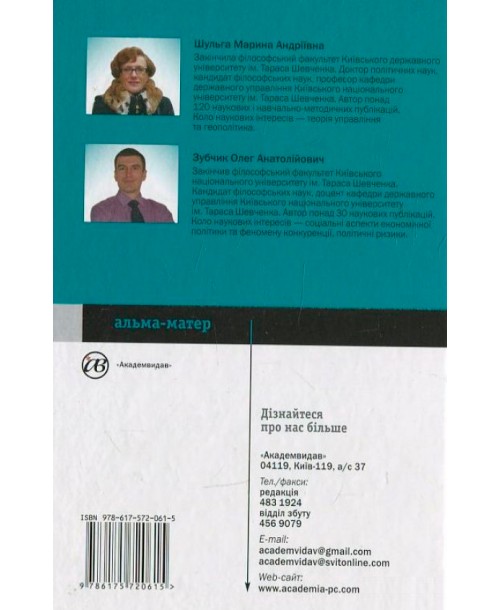 Шульга Марина Андріївна
Закінчила філософський факультет Київського державного
університету ім. Тараса Шевченка. Доктор політичних наук,
кандидат філософських наук, професор кафедри
державного управління Київського національного
університету ім. Тараса Шевченка. Автор понад
120 наукових і навчально-методичних публікацій.
Коло наукових інтересів — теорія управління
та геополітика.
Зубчик Олег Анатолійович
Закінчив філософський факультет Київського
національного університету ім. Тараса Шевченка.
Кандидат філософських наук, доцент кафедри державного
управління Київського національного університету
ім. Тараса Шевченка. Автор понад 30 наукових публікацій.
Коло наукових інтересів — соціальні аспекти економічної
політики та феномену конкуренції, політичні ризики.
альма-матер
«Академвидав»
Дізнайтеся
про нас більше
«Академвидав»
04119, Київ-119, а/с 37
Тел./факси:
редакція
483 1924
відділ збуту
456 9079
E-mail:
academvidav@gmail.com
academvidav@svitonline.com
Web-сайт:
www.academia-pc.com
ISBN 978-617-572-061-5
9 786175 720615 >